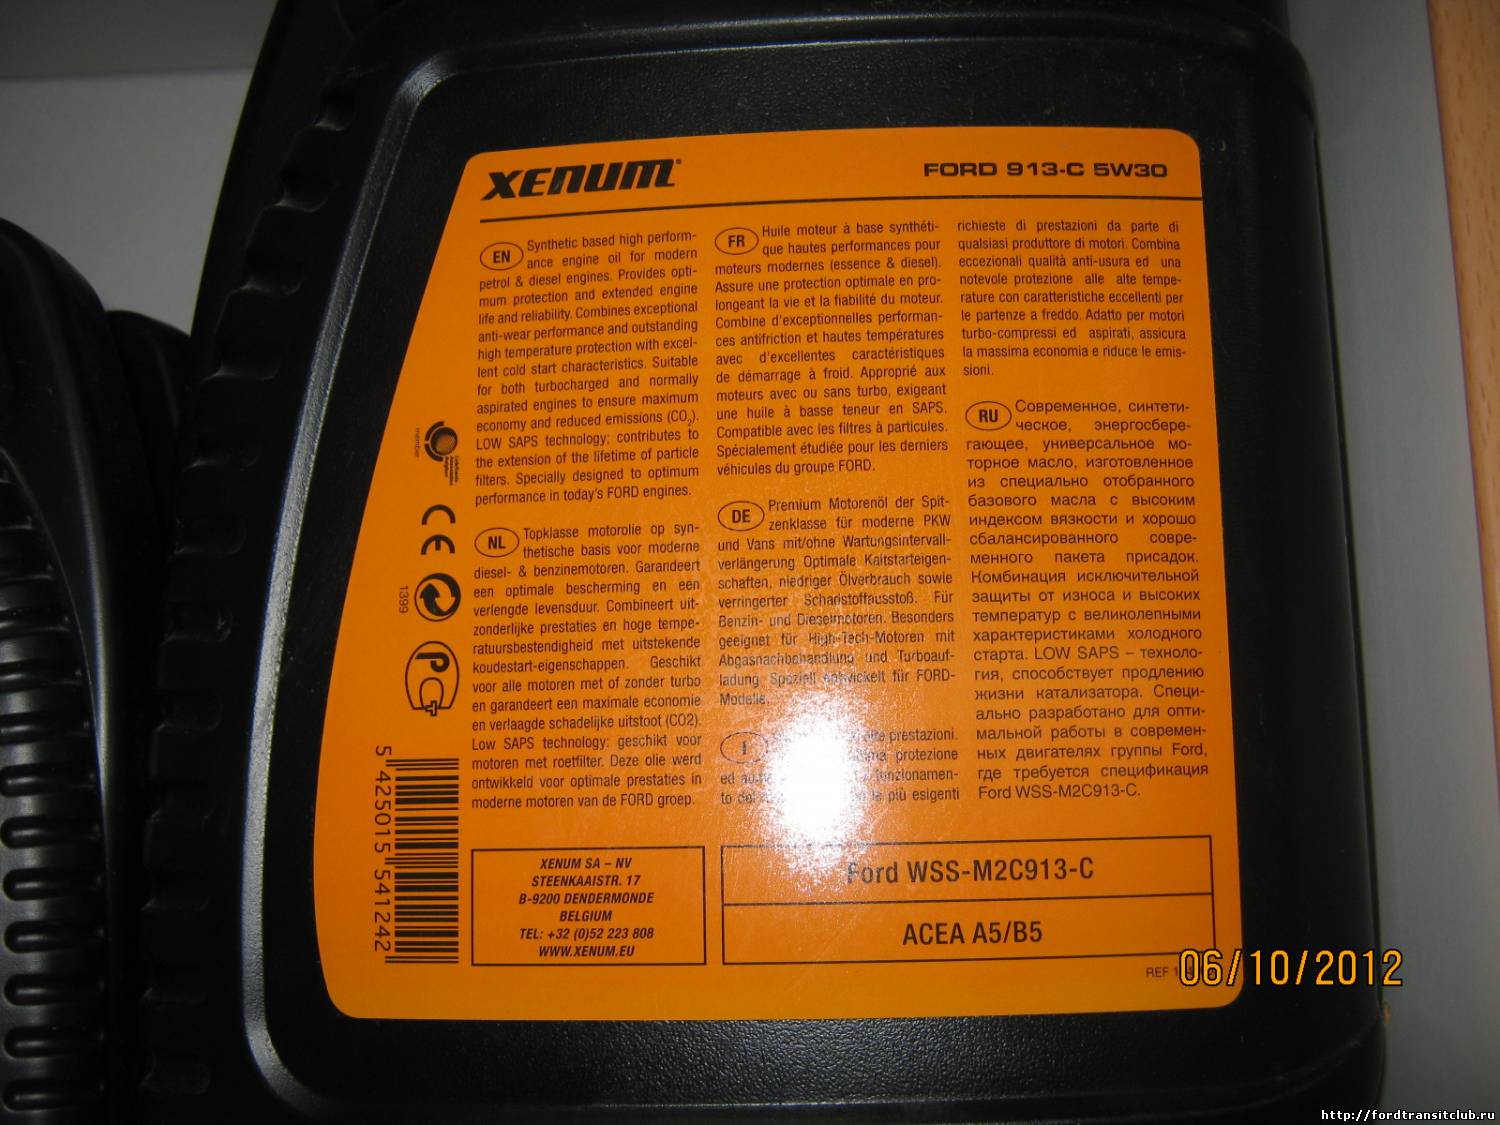 XENUM
FORD 913-C 5W30
EN Synthetic based high perform-
ance engine oil for modern
petrol & diesel engines. Provides opti-
mum protection and extended engine
life and reliability. Combines exceptional
anti-wear performance and outstanding
high temperature protection with excel-
lent cold start characteristics. Suitable
for both turbocharged and normally
aspirated engines to ensure maximum
economy and reduced emissions (CO₂).
LOW SAPS technology: contributes to
the extension of the lifetime of particle
filters. Specially designed to optimum
performance in today's FORD engines.
NL Topklasse motorolie op syn-
thetische basis voor moderne
diesel- & benzinemotoren. Garandeert
een optimale bescherming en een
verlengde levensduur. Combineert uit-
zonderlijke prestaties en hoge tempe-
ratuursbestendigheid met uitstekende
koudestart-eigenschappen. Geschikt
voor alle motoren met of zonder turbo
en garandeert een maximale economie
en verlaagde schadelijke uitstoot (CO2).
Low SAPS technology: geschikt voor
motoren met roetfilter. Deze olie werd
ontwikkeld voor optimale prestaties in
moderne motoren van de FORD groep.
FR Huile moteur à base synthéti-
que hautes performances pour
moteurs modernes (essence & diesel).
Assure une protection optimale en pro-
longeant la vie et la fiabilité du moteur.
Combine d'exceptionnelles performan-
ces antifriction et hautes températures
avec d'excellentes caractéristiques
de démarrage à froid. Approprié aux
moteurs avec ou sans turbo, exigeant
une huile à basse teneur en SAPS.
Compatible avec les filtres à particules.
Spécialement étudiée pour les derniers
véhicules du groupe FORD.
DE Premium Motorenöl der Spit-
zenklasse für moderne PKW
und Vans mit/ohne Wartungsintervall-
verlängerung Optimale Kaltstarteigen-
schaften, niedriger Ölverbrauch sowie
verringerter Schadstoffausstoß. Für
Benzin- und Dieselmotoren. Besonders
geeignet für High-Tech-Motoren mit
Abgasnachbehandlung und Turboauf-
ladung Speziell entwickelt für FORD-
Modelle.
I prestazioni.
protezione
ed
to più esigenti
richieste di prestazioni da parte di
qualsiasi produttore di motori. Combina
eccezionali qualità anti-usura ed una
notevole protezione alle alte tempe-
rature con caratteristiche eccellenti per
le partenze a freddo. Adatto per motori
turbo-compressi ed aspirati, assicura
la massima economia e riduce le emis-
sioni.
RU Современное, синтети-
ческое, энергосбере-
гающее, универсальное мо-
торное масло, изготовленное
из специально отобранного
базового масла с высоким
индексом вязкости и хорошо
сбалансированного совре-
менного пакета присадок.
Комбинация исключительной
защиты от износа и высоких
температур с великолепными
характеристиками холодного
старта. LOW SAPS – техноло-
гия, способствует продлению
жизни катализатора. Специ-
ально разработано для опти-
мальной работы в современ-
ных двигателях группы Ford,
где требуется спецификация
Ford WSS-M2C913-C.
member
CE
1399
5 425015 541242
XENUM SA – NV
STEENKAAISTR. 17
B-9200 DENDERMONDE
BELGIUM
TEL: +32 (0)52 223 808
WWW.XENUM.EU
Ford WSS-M2C913-C
ACEA A5/B5
REF
06/10/2012
http://fordtransitclub.ru